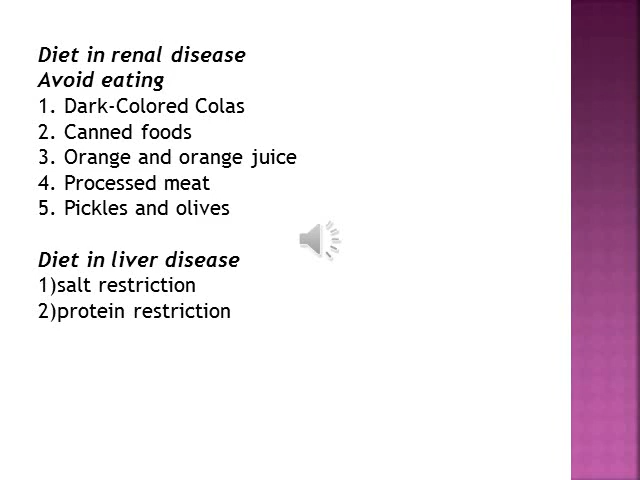 Diet in renal disease
Avoid eating
1. Dark-Colored Colas
2. Canned foods
3. Orange and orange juice
4. Processed meat
5. Pickles and olives
Diet in liver disease
1)salt restriction
2)protein restriction